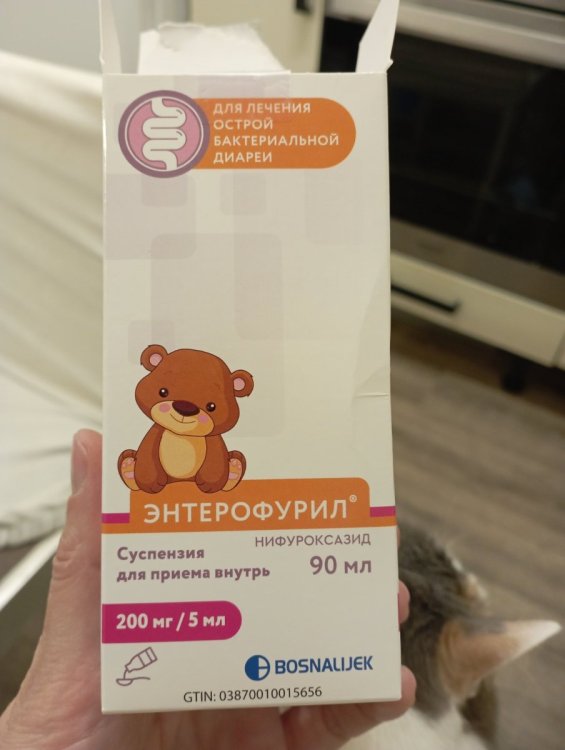 ДЛЯ ЛЕЧЕНИЯ
ОСТРОЙ
БАКТЕРИАЛЬНОЙ
ДИАРЕИ
ЭНТЕРОФУРИЛ®
НИФУРОКСАЗИД
Суспензия
для приема внутрь
90 мл
200 мг / 5 мл
BOSNALIJEK
GTIN: 03870010015656